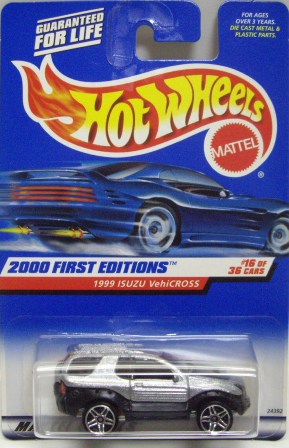 GUARANTEED
FOR LIFE
FOR AGES
OVER 3 YEARS.
DIE CAST METAL &
PLASTIC PARTS.
HOT WHEELS
MATTEL
®
2000 FIRST EDITIONS™
1999 ISUZU VehiCROSS
#16 OF
36 CARS
24392